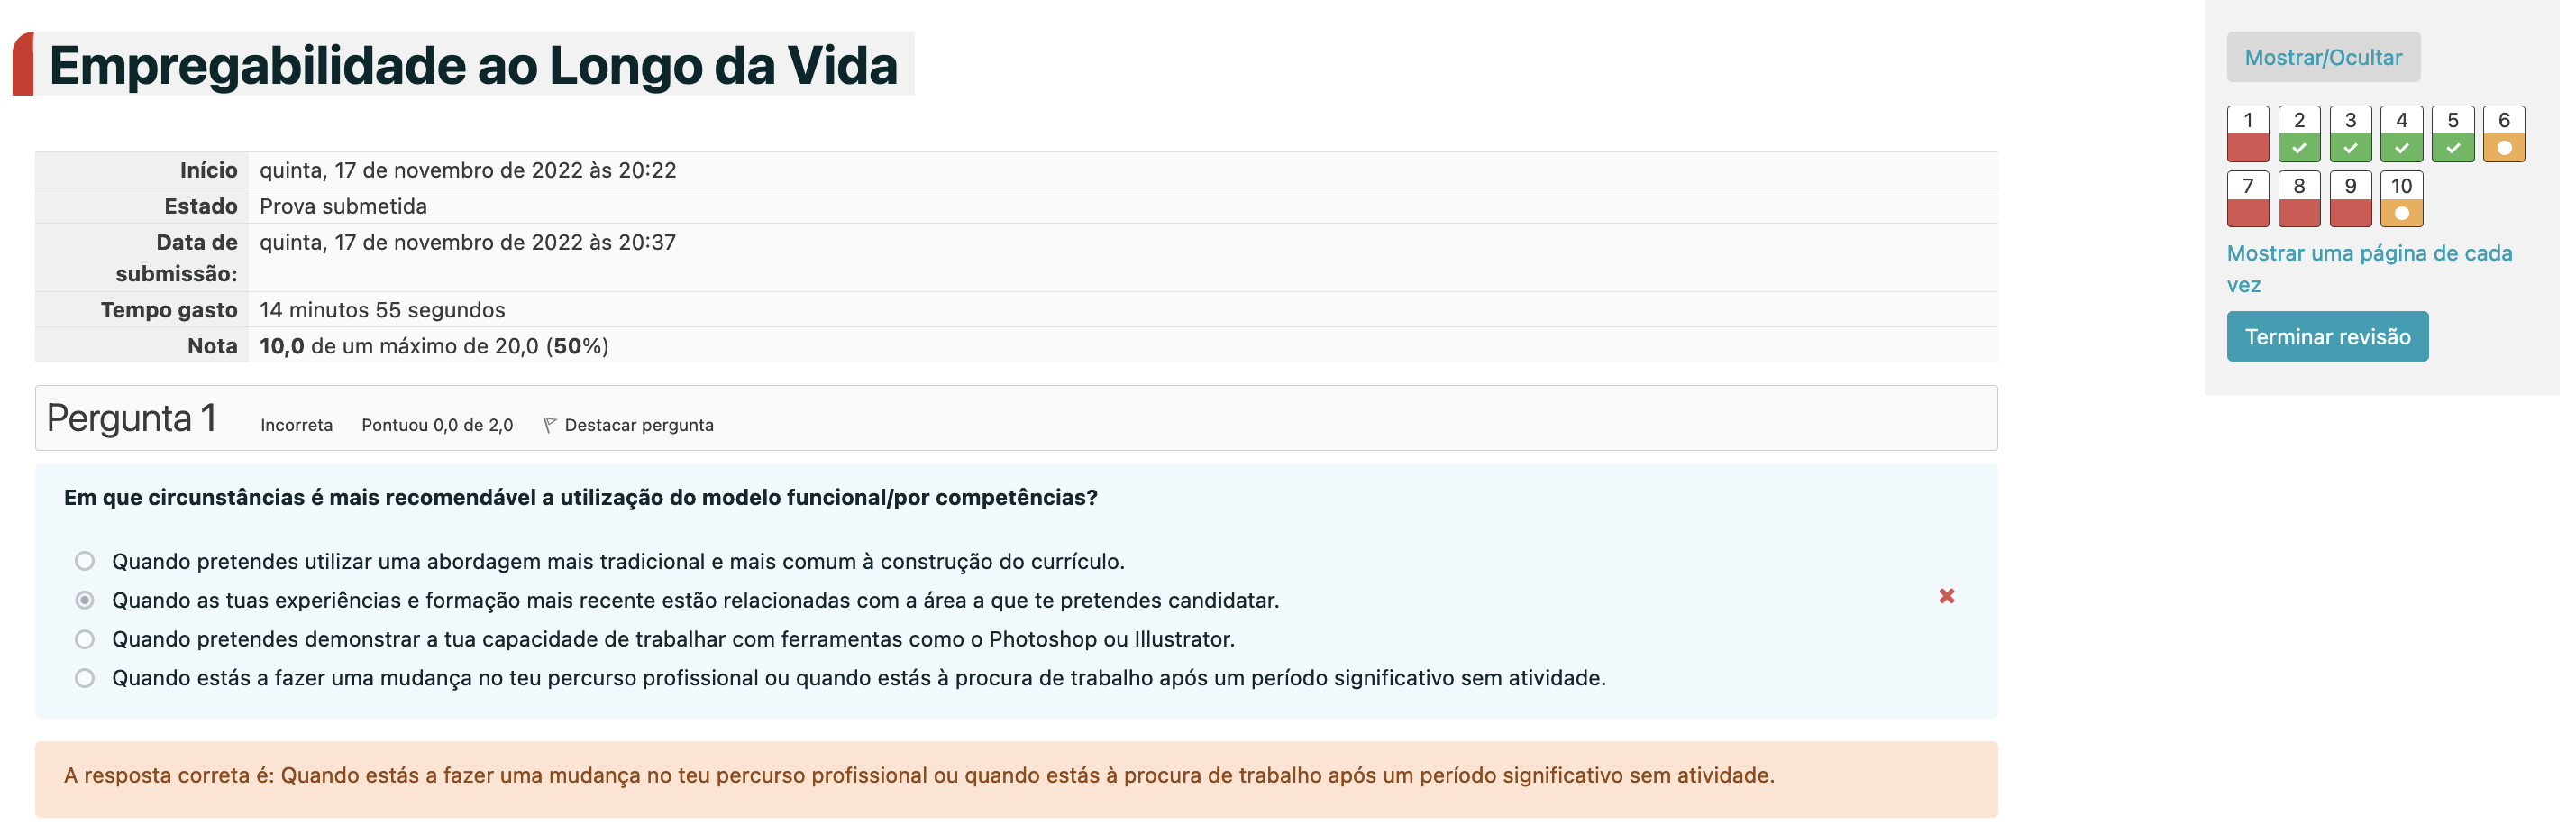 Empregabilidade ao Longo da Vida
Início quinta, 17 de novembro de 2022 às 20:22
Estado Prova submetida
Data de submissão: quinta, 17 de novembro de 2022 às 20:37
Tempo gasto 14 minutos 55 segundos
Nota 10,0 de um máximo de 20,0 (50%)
Pergunta 1 Incorreta Pontuou 0,0 de 2,0 Destacar pergunta
Em que circunstâncias é mais recomendável a utilização do modelo funcional/por competências?
Quando pretendes utilizar uma abordagem mais tradicional e mais comum à construção do currículo.
Quando as tuas experiências e formação mais recente estão relacionadas com a área a que te pretendes candidatar.
Quando pretendes demonstrar a tua capacidade de trabalhar com ferramentas como o Photoshop ou Illustrator.
Quando estás a fazer uma mudança no teu percurso profissional ou quando estás à procura de trabalho após um período significativo sem atividade.
A resposta correta é: Quando estás a fazer uma mudança no teu percurso profissional ou quando estás à procura de trabalho após um período significativo sem atividade.
Mostrar/Ocultar
1 2 3 4 5 6
7 8 9 10
Mostrar uma página de cada
vez
Terminar revisão